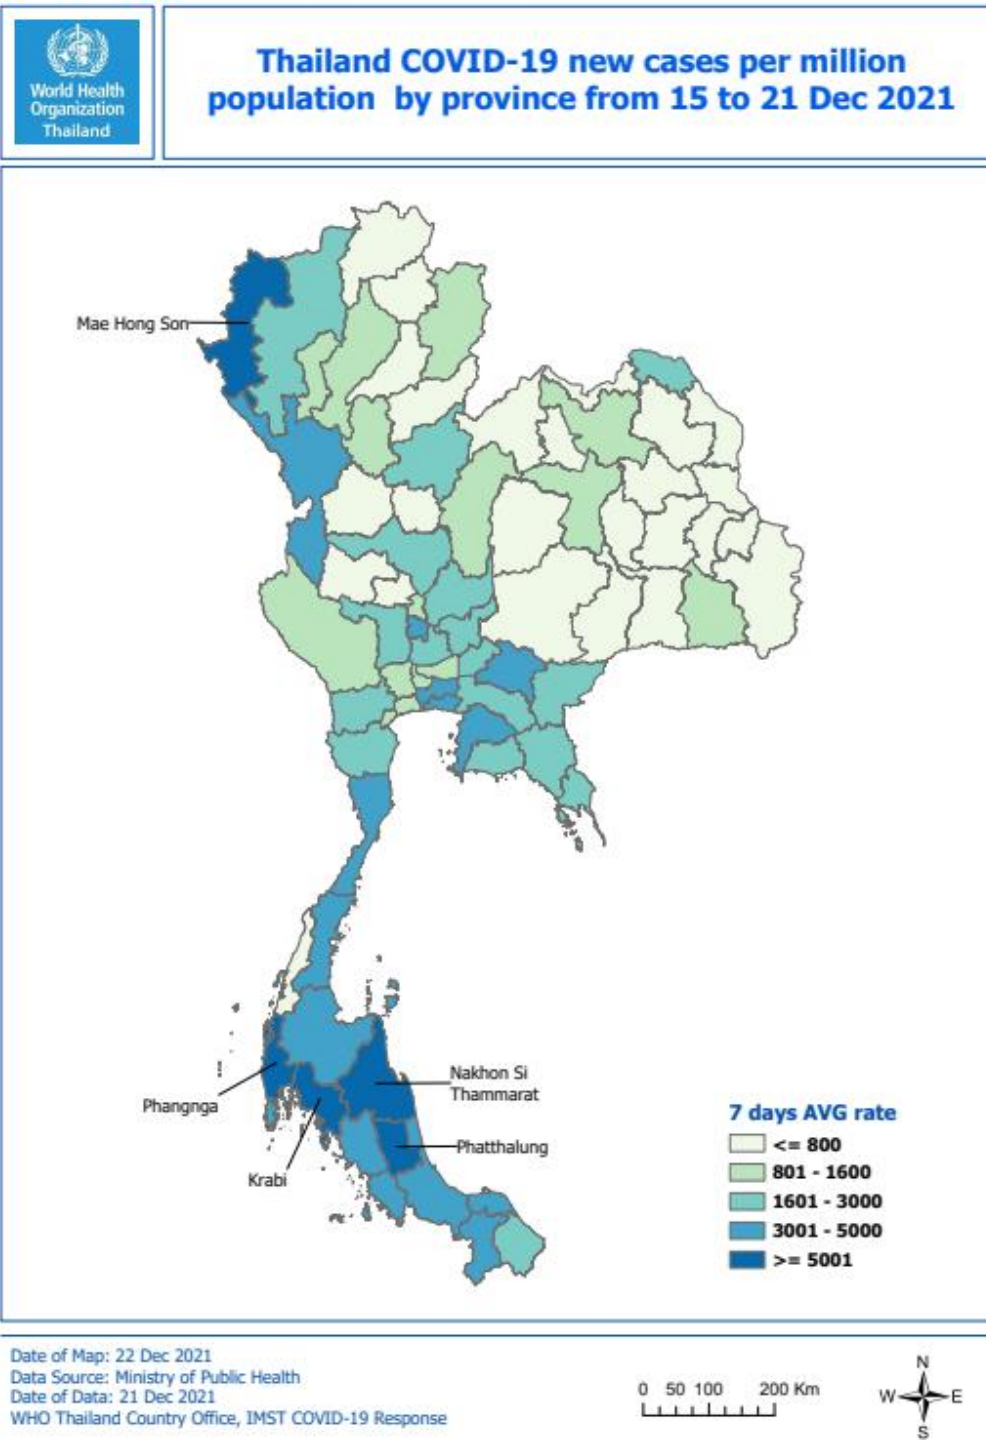 World Health
Organization
Thailand
Thailand COVID-19 new cases per million
population by province from 15 to 21 Dec 2021
Mae Hong Son
Phangnga
Krabi
Nakhon Si
Thammarat
Phatthalung
7 days AVG rate
<= 800
801 - 1600
1601 - 3000
3001 - 5000
>= 5001
Date of Map: 22 Dec 2021
Data Source: Ministry of Public Health
Date of Data: 21 Dec 2021
WHO Thailand Country Office, IMST COVID-19 Response
0 50 100 200 Km
N
W E
S